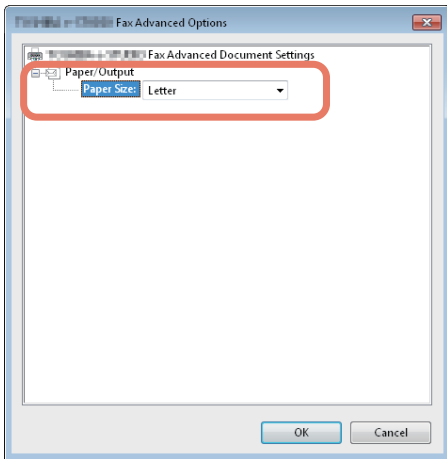 Fax Advanced Options
Fax Advanced Document Settings
Paper/Output
Paper Size: Letter
OK Cancel